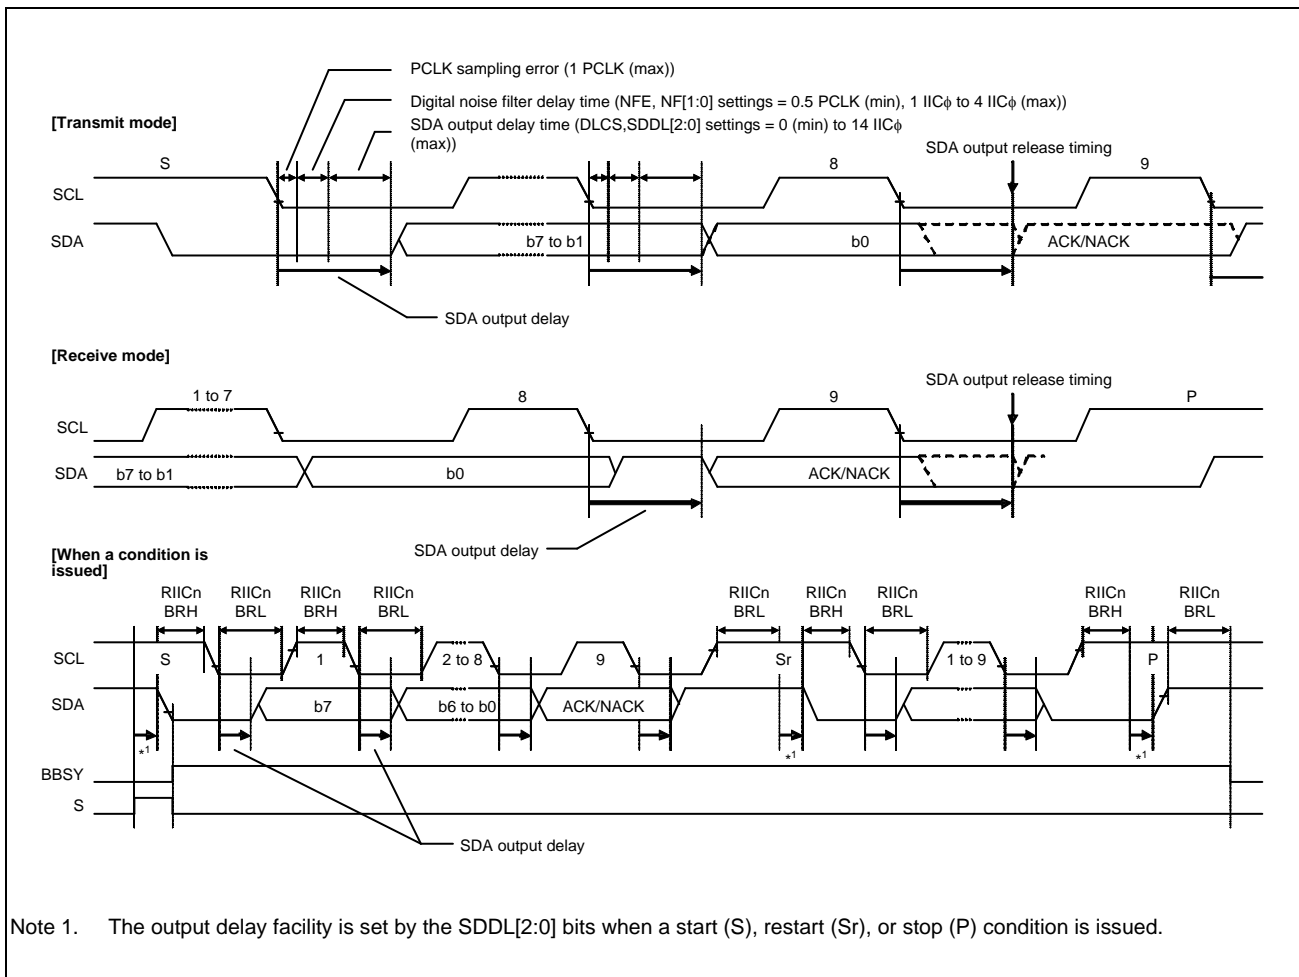 PCLK sampling error (1 PCLK (max))
Digital noise filter delay time (NFE, NF[1:0] settings = 0.5 PCLK (min), 1 IICϕ to 4 IICϕ (max))
[Transmit mode]
SDA output delay time (DLCS,SDDL[2:0] settings = 0 (min) to 14 IICϕ
(max))
SDA output release timing
S 8 9
SCL
SDA b7 to b1 b0 ACK/NACK
SDA output delay
[Receive mode]
SDA output release timing
1 to 7 8 9 P
SCL
SDA b7 to b1 b0 ACK/NACK
SDA output delay
[When a condition is
issued]
RIICn RIICn RIICn RIICn RIICn RIICn RIICn RIICn RIICn
BRH BRL BRH BRL BRL BRH BRL BRH BRL
SCL S 1 2 to 8 9 Sr 1 to 9 P
SDA b7 b6 to b0 ACK/NACK
*1 *1 *1
BBSY
S
SDA output delay
Note 1. The output delay facility is set by the SDDL[2:0] bits when a start (S), restart (Sr), or stop (P) condition is issued.